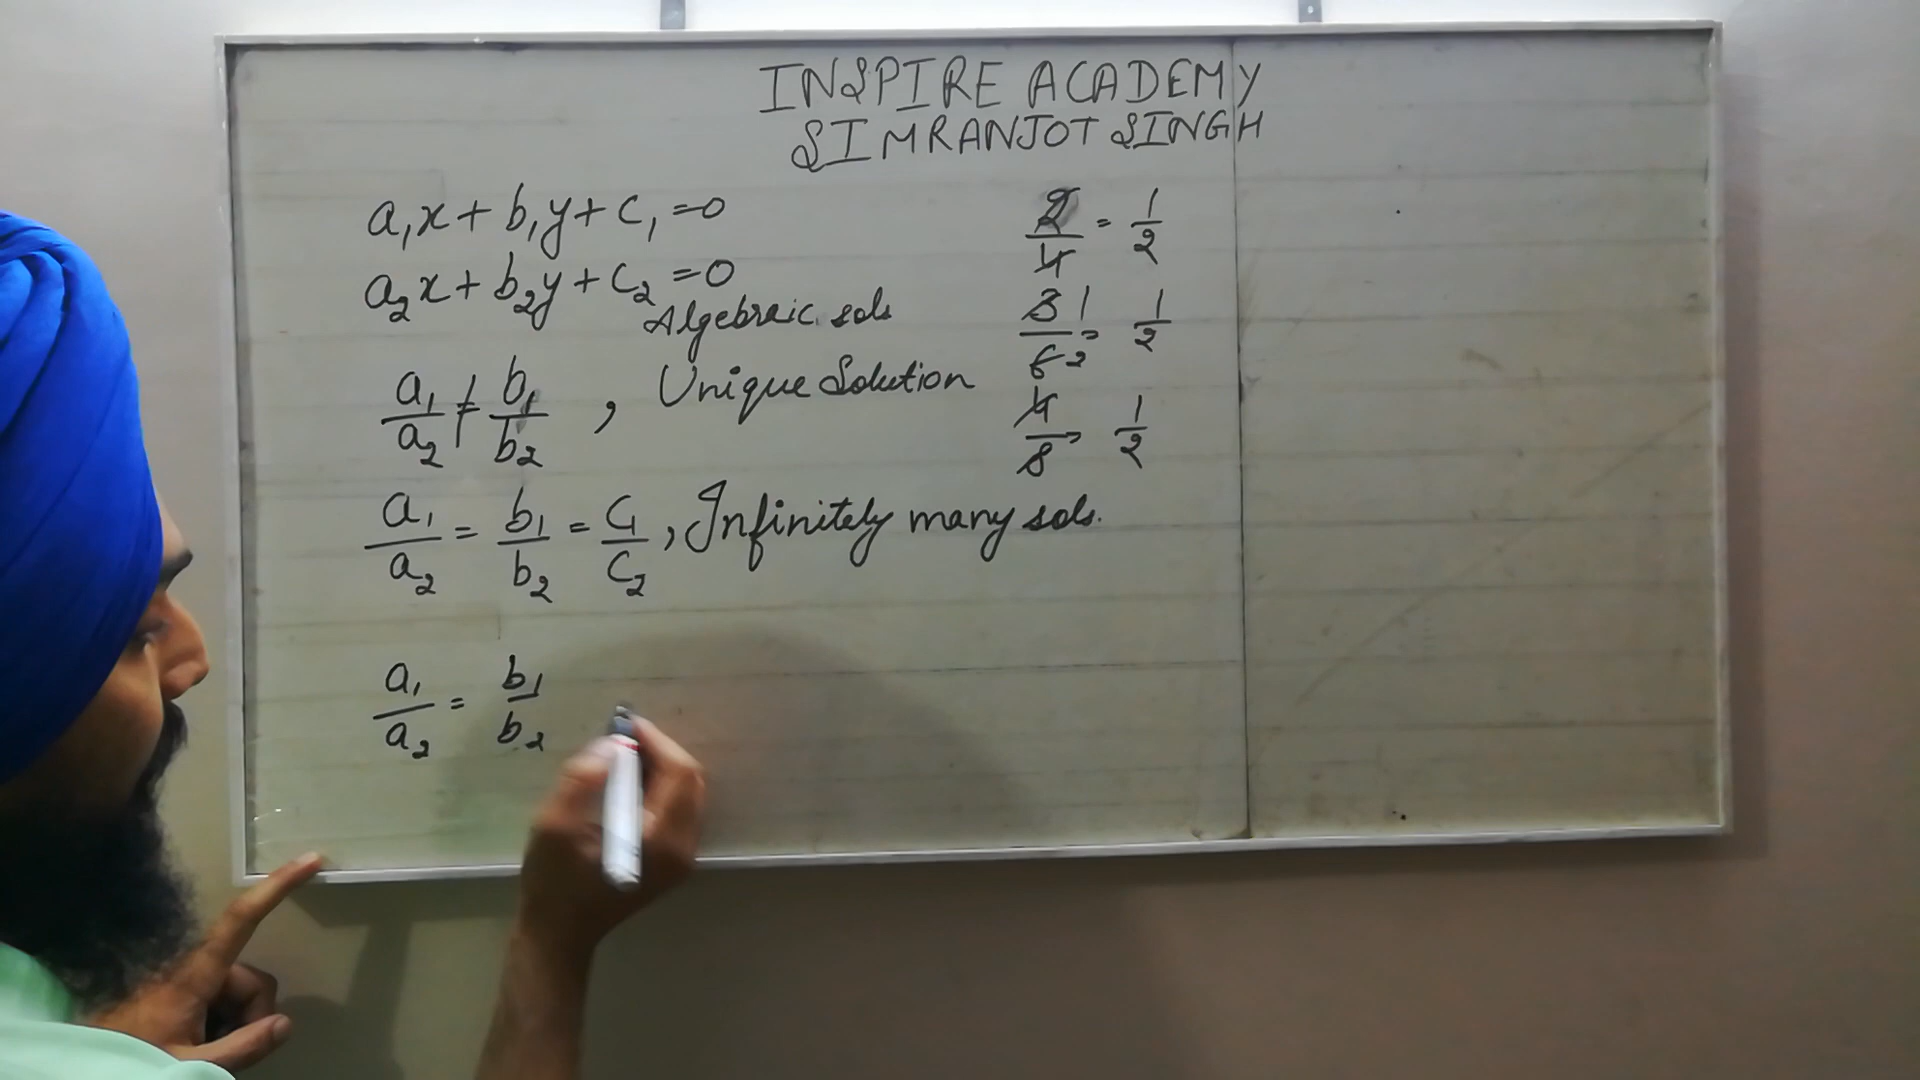 INSPIRE ACADEMY
SIMRANJOT SINGH
a₁x + b₁y + c₁ = 0
a₂x + b₂y + c₂ = 0
Algebraic sols
a₁/a₂ ≠ b₁/b₂ , Unique Solution
a₁/a₂ = b₁/b₂ = c₁/c₂ , Infinitely many sols.
a₁/a₂ = b₁/b₂
2/4 = 1/2
3/6 1/2 = 1/2
4/8 = 1/2